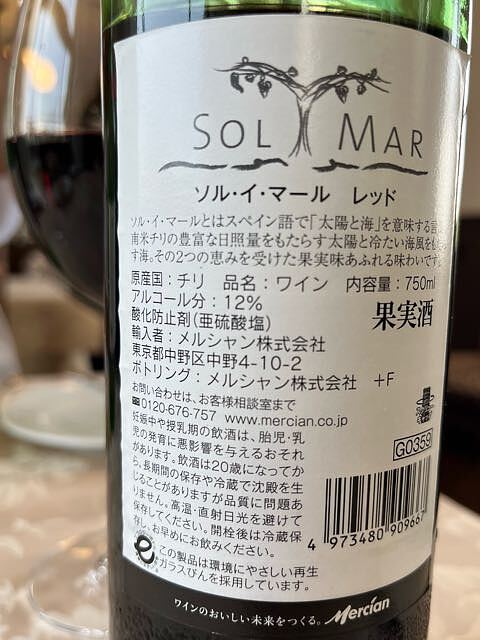 SOL Y MAR
ソル・イ・マール レッド
ソル・イ・マールとはスペイン語で「太陽と海」を意味する言
南米チリの豊富な日照量をもたらす太陽と冷たい海風をもた
す海。その2つの恵みを受けた果実味あふれる味わいです。
原産国:チリ 品名:ワイン 内容量:750ml
アルコール分:12%
果実酒
酸化防止剤(亜硫酸塩)
輸入者:メルシャン株式会社
東京都中野区中野4-10-2
ボトリング:メルシャン株式会社 +F
お問い合わせは、お客様相談室まで
0120-676-757 www.mercian.co.jp
妊娠中や授乳期の飲酒は、胎児・乳
児の発育に悪影響を与えるおそれ
があります。飲酒は20歳になってか
ら。長期間の保存や冷蔵で沈殿を生
じることがありますが品質に問題あ
りません。高温・直射日光を避けて
保存してください。開栓後は冷蔵保
存し、お早めにお飲みください。
G0359
4 973480 909667
この製品は環境にやさしい再生
ガラスびんを採用しています。
ワインのおいしい未来をつくる。 Mercian